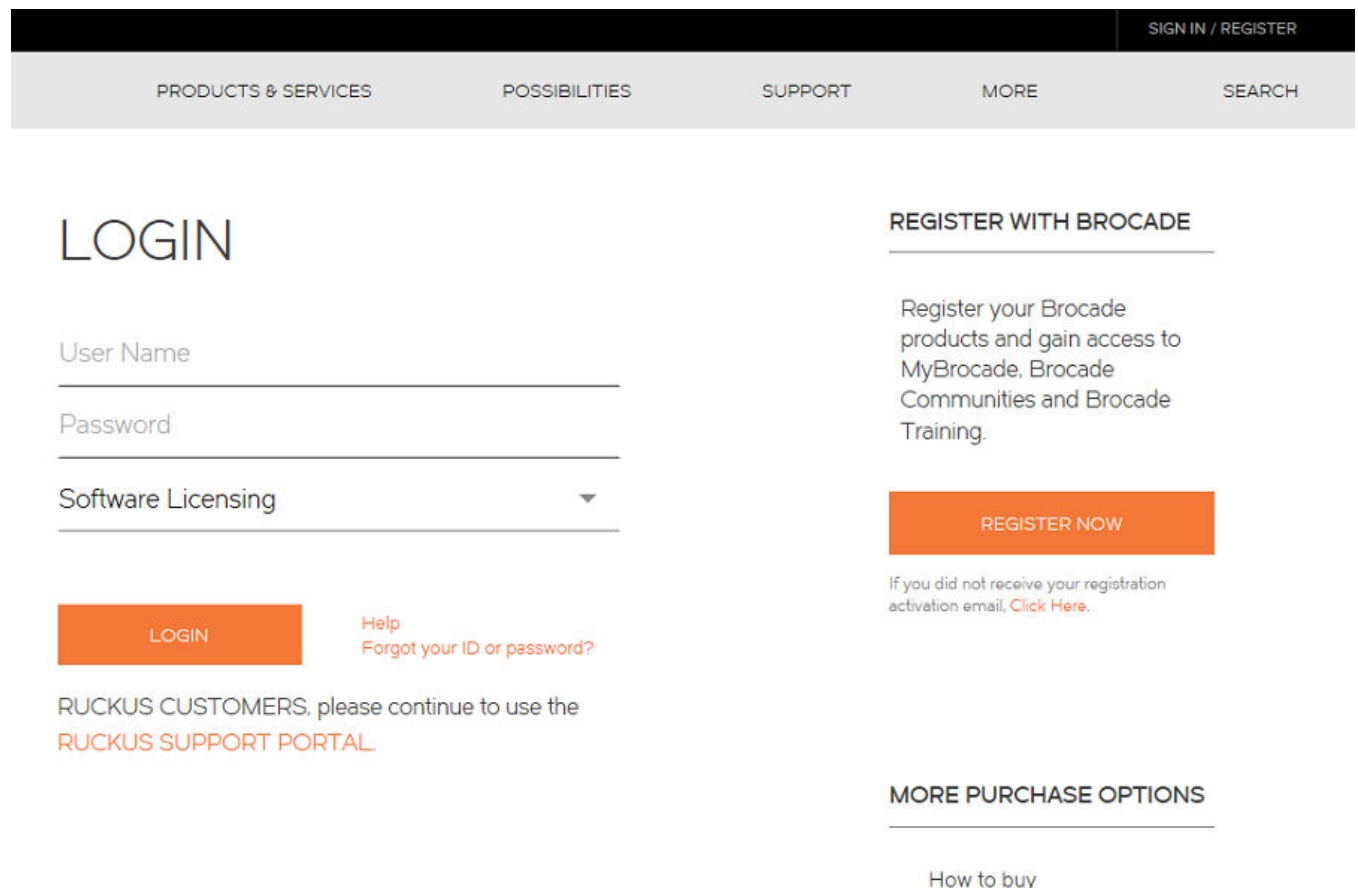 SIGN IN / REGISTER
PRODUCTS & SERVICES POSSIBILITIES SUPPORT MORE SEARCH
LOGIN
User Name
Password
Software Licensing
LOGIN
Help
Forgot your ID or password?
RUCKUS CUSTOMERS, please continue to use the
RUCKUS SUPPORT PORTAL.
REGISTER WITH BROCADE
Register your Brocade
products and gain access to
MyBrocade, Brocade
Communities and Brocade
Training.
REGISTER NOW
If you did not receive your registration
activation email, Click Here.
MORE PURCHASE OPTIONS
How to buy